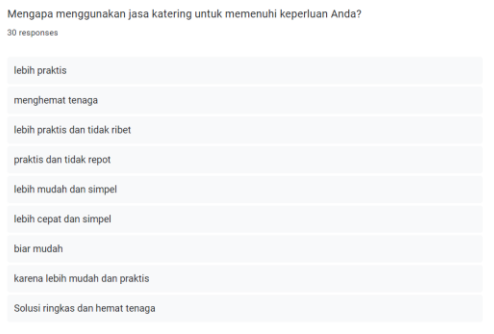 Mengapa menggunakan jasa katering untuk memenuhi keperluan Anda?
30 responses
lebih praktis
menghemat tenaga
lebih praktis dan tidak ribet
praktis dan tidak repot
lebih mudah dan simpel
lebih cepat dan simpel
biar mudah
karena lebih mudah dan praktis
Solusi ringkas dan hemat tenaga